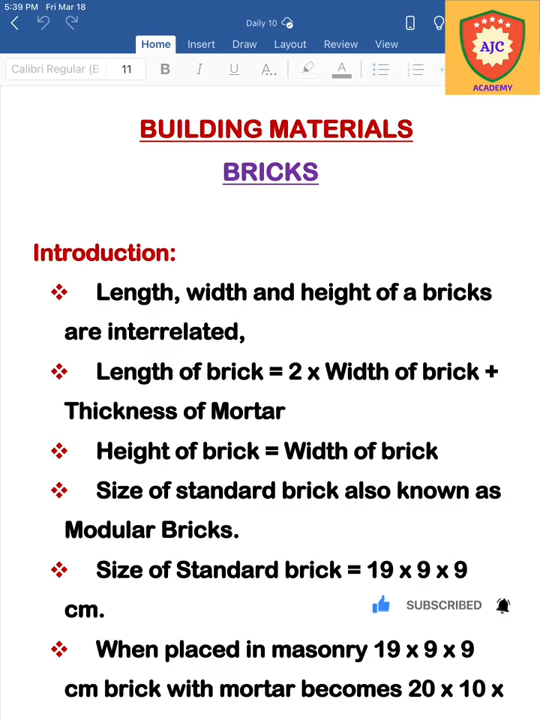 5:39 PM Fri Mar 18
Daily 10
Home Insert Draw Layout Review View
Calibri Regular (B 11 B I U A..  A
AJC
ACADEMY
BUILDING MATERIALS
BRICKS
Introduction:
Length, width and height of a bricks
are interrelated,
Length of brick = 2 x Width of brick +
Thickness of Mortar
Height of brick = Width of brick
Size of standard brick also known as
Modular Bricks.
Size of Standard brick = 19 x 9 x 9
cm.
SUBSCRIBED
When placed in masonry 19 x 9 x 9
cm brick with mortar becomes 20 x 10 x